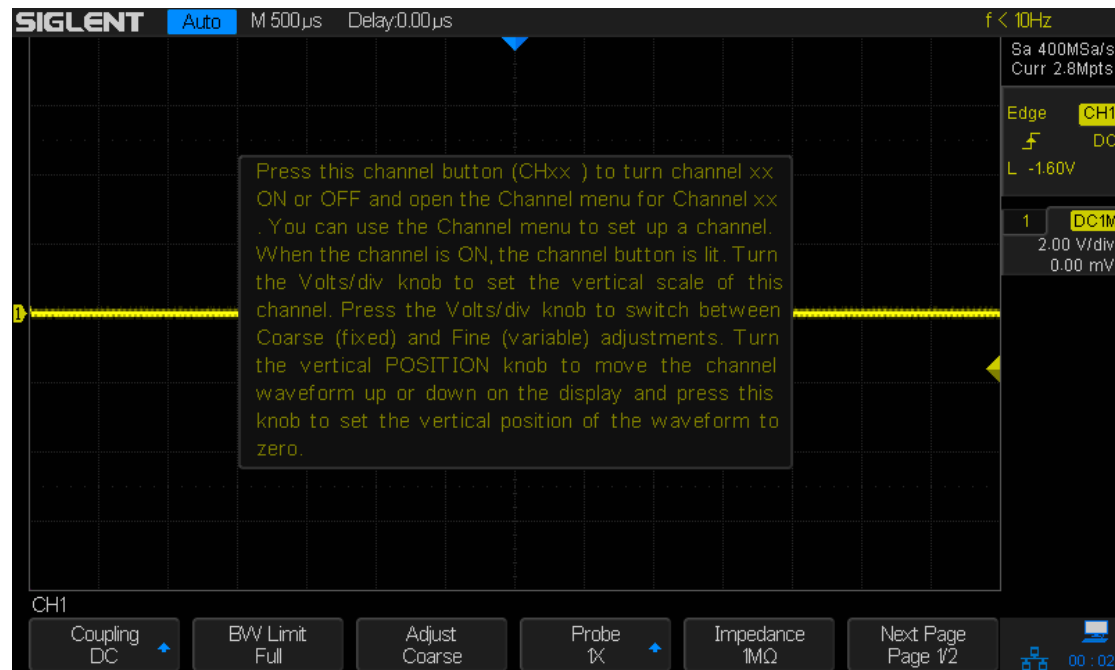 SIGLENT Auto M 500µs Delay:0.00µs f < 10Hz
Sa 400MSa/s
Curr 2.8Mpts
Edge CH1
DC
L -1.60V
1 DC1M
2.00 V/div
0.00 mV
Press this channel button (CHxx ) to turn channel xx
ON or OFF and open the Channel menu for Channel xx
. You can use the Channel menu to set up a channel.
When the channel is ON, the channel button is lit. Turn
the Volts/div knob to set the vertical scale of this
channel. Press the Volts/div knob to switch between
Coarse (fixed) and Fine (variable) adjustments. Turn
the vertical POSITION knob to move the channel
waveform up or down on the display and press this
knob to set the vertical position of the waveform to
zero.
1
CH1
Coupling
DC
BW Limit
Full
Adjust
Coarse
Probe
1X
Impedance
1MΩ
Next Page
Page 1/2
00:02